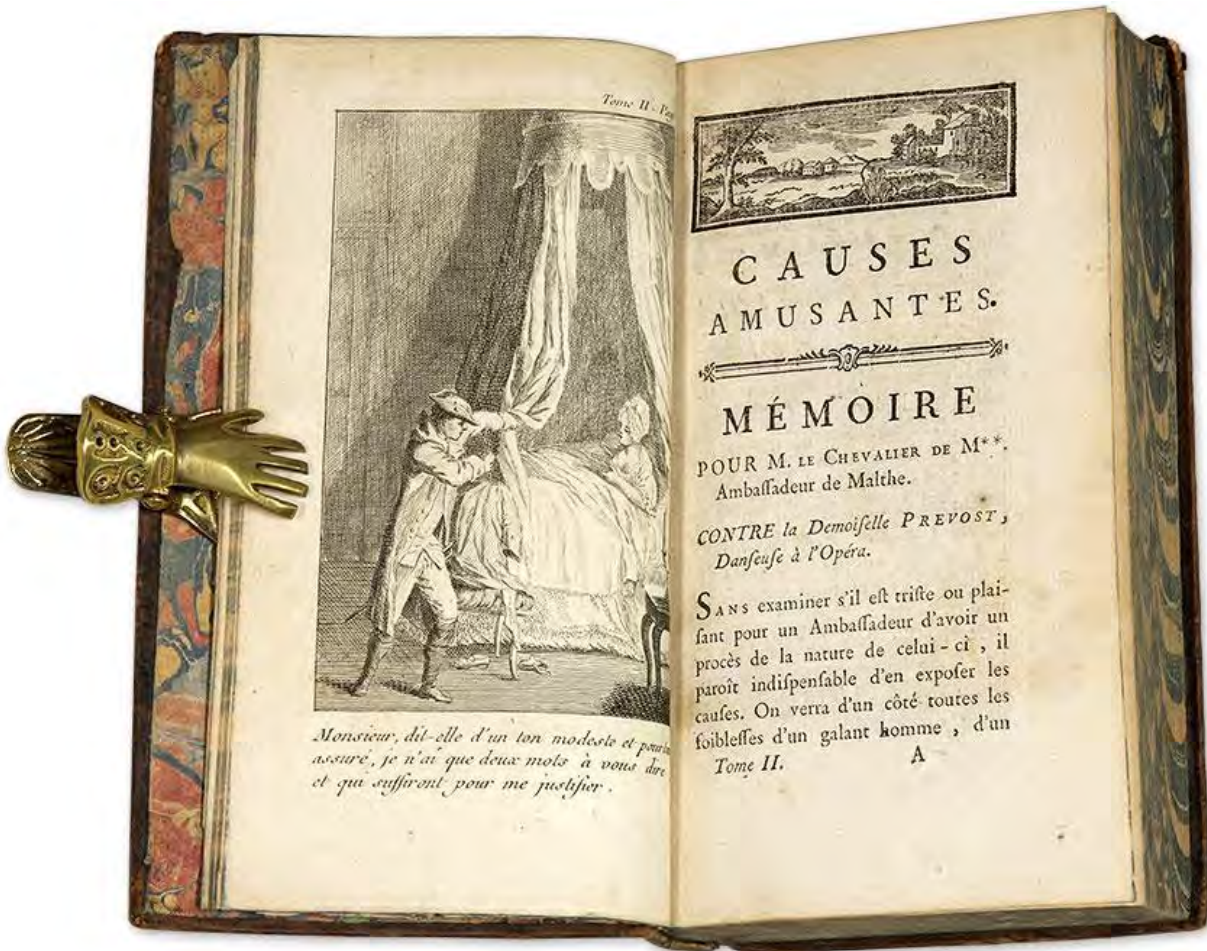 Tome II.
Monsieur, dit-elle d'un ton modeste et
assuré, je n'ai que deux mots à vous dire
et qui suffiront pour me justifier.
CAUSES
AMUSANTES.
MÉMOIRE
POUR M. LE CHEVALIER DE M**.
Ambaſſadeur de Malthe.
CONTRE la Demoiſelle PREVOST,
Danſeuſe à l'Opéra.
SANS examiner s'il eſt triſte ou plai-
ſant pour un Ambaſſadeur d'avoir un
procès de la nature de celui-ci, il
paroît indiſpenſable d'en expoſer les
cauſes. On verra d'un côté toutes les
foibleſſes d'un galant homme, d'un
Tome II. A